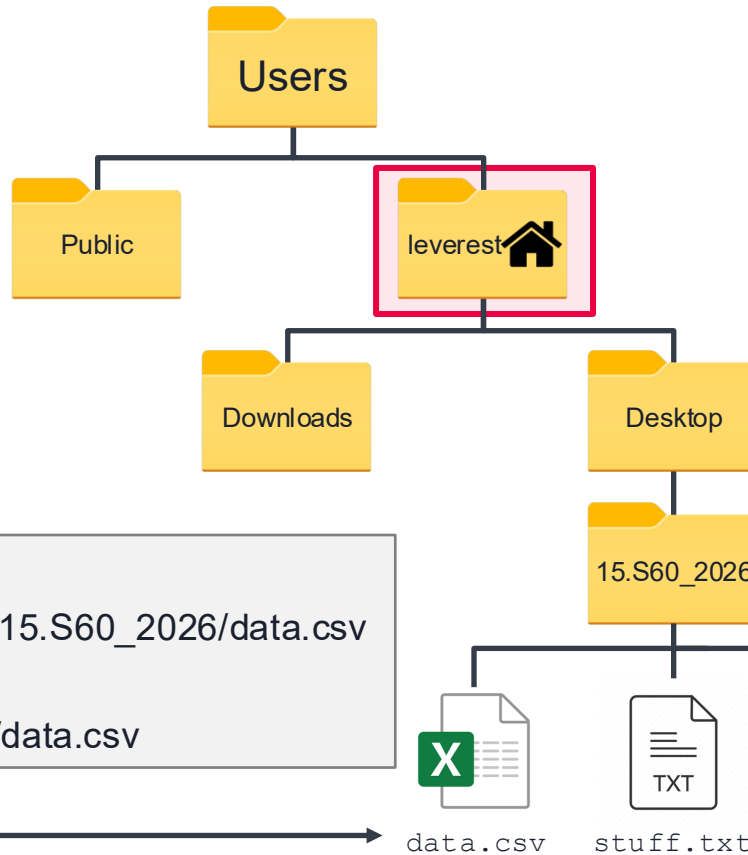 Users
Public
leverest
Downloads
Desktop
15.S60_2026
15.S60_2026/data.csv
/data.csv
X
TXT
data.csv
stuff.txt